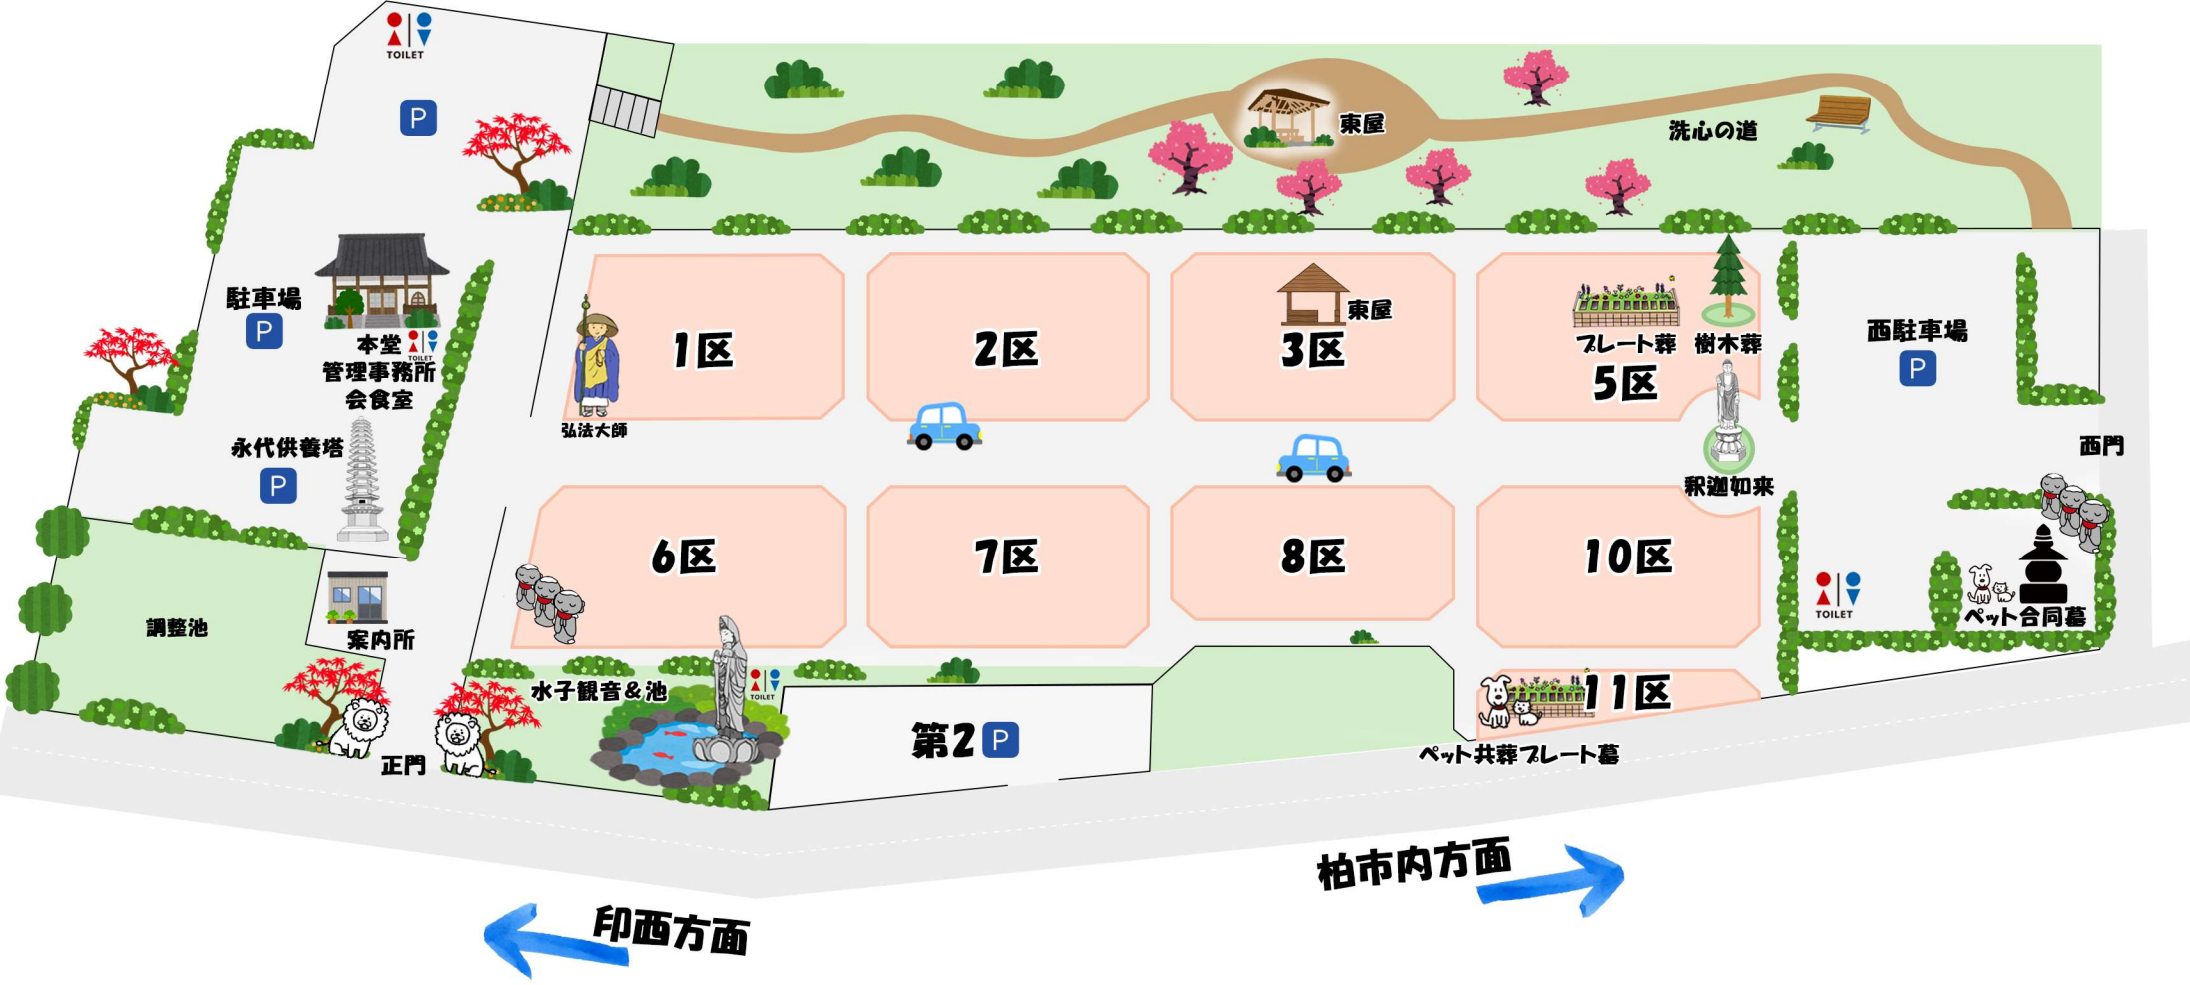 TOILET
P
東屋
洗心の道
駐車場
P
本堂
TOILET
管理事務所
会食室
永代供養塔
P
1区
2区
3区
東屋
プレート葬
樹木葬
5区
西駐車場
P
弘法大師
釈迦如来
西門
6区
7区
8区
10区
TOILET
ペット合同墓
調整池
案内所
正門
水子観音&池
TOILET
第2 P
11区
ペット共葬プレート墓
柏市内方面
印西方面